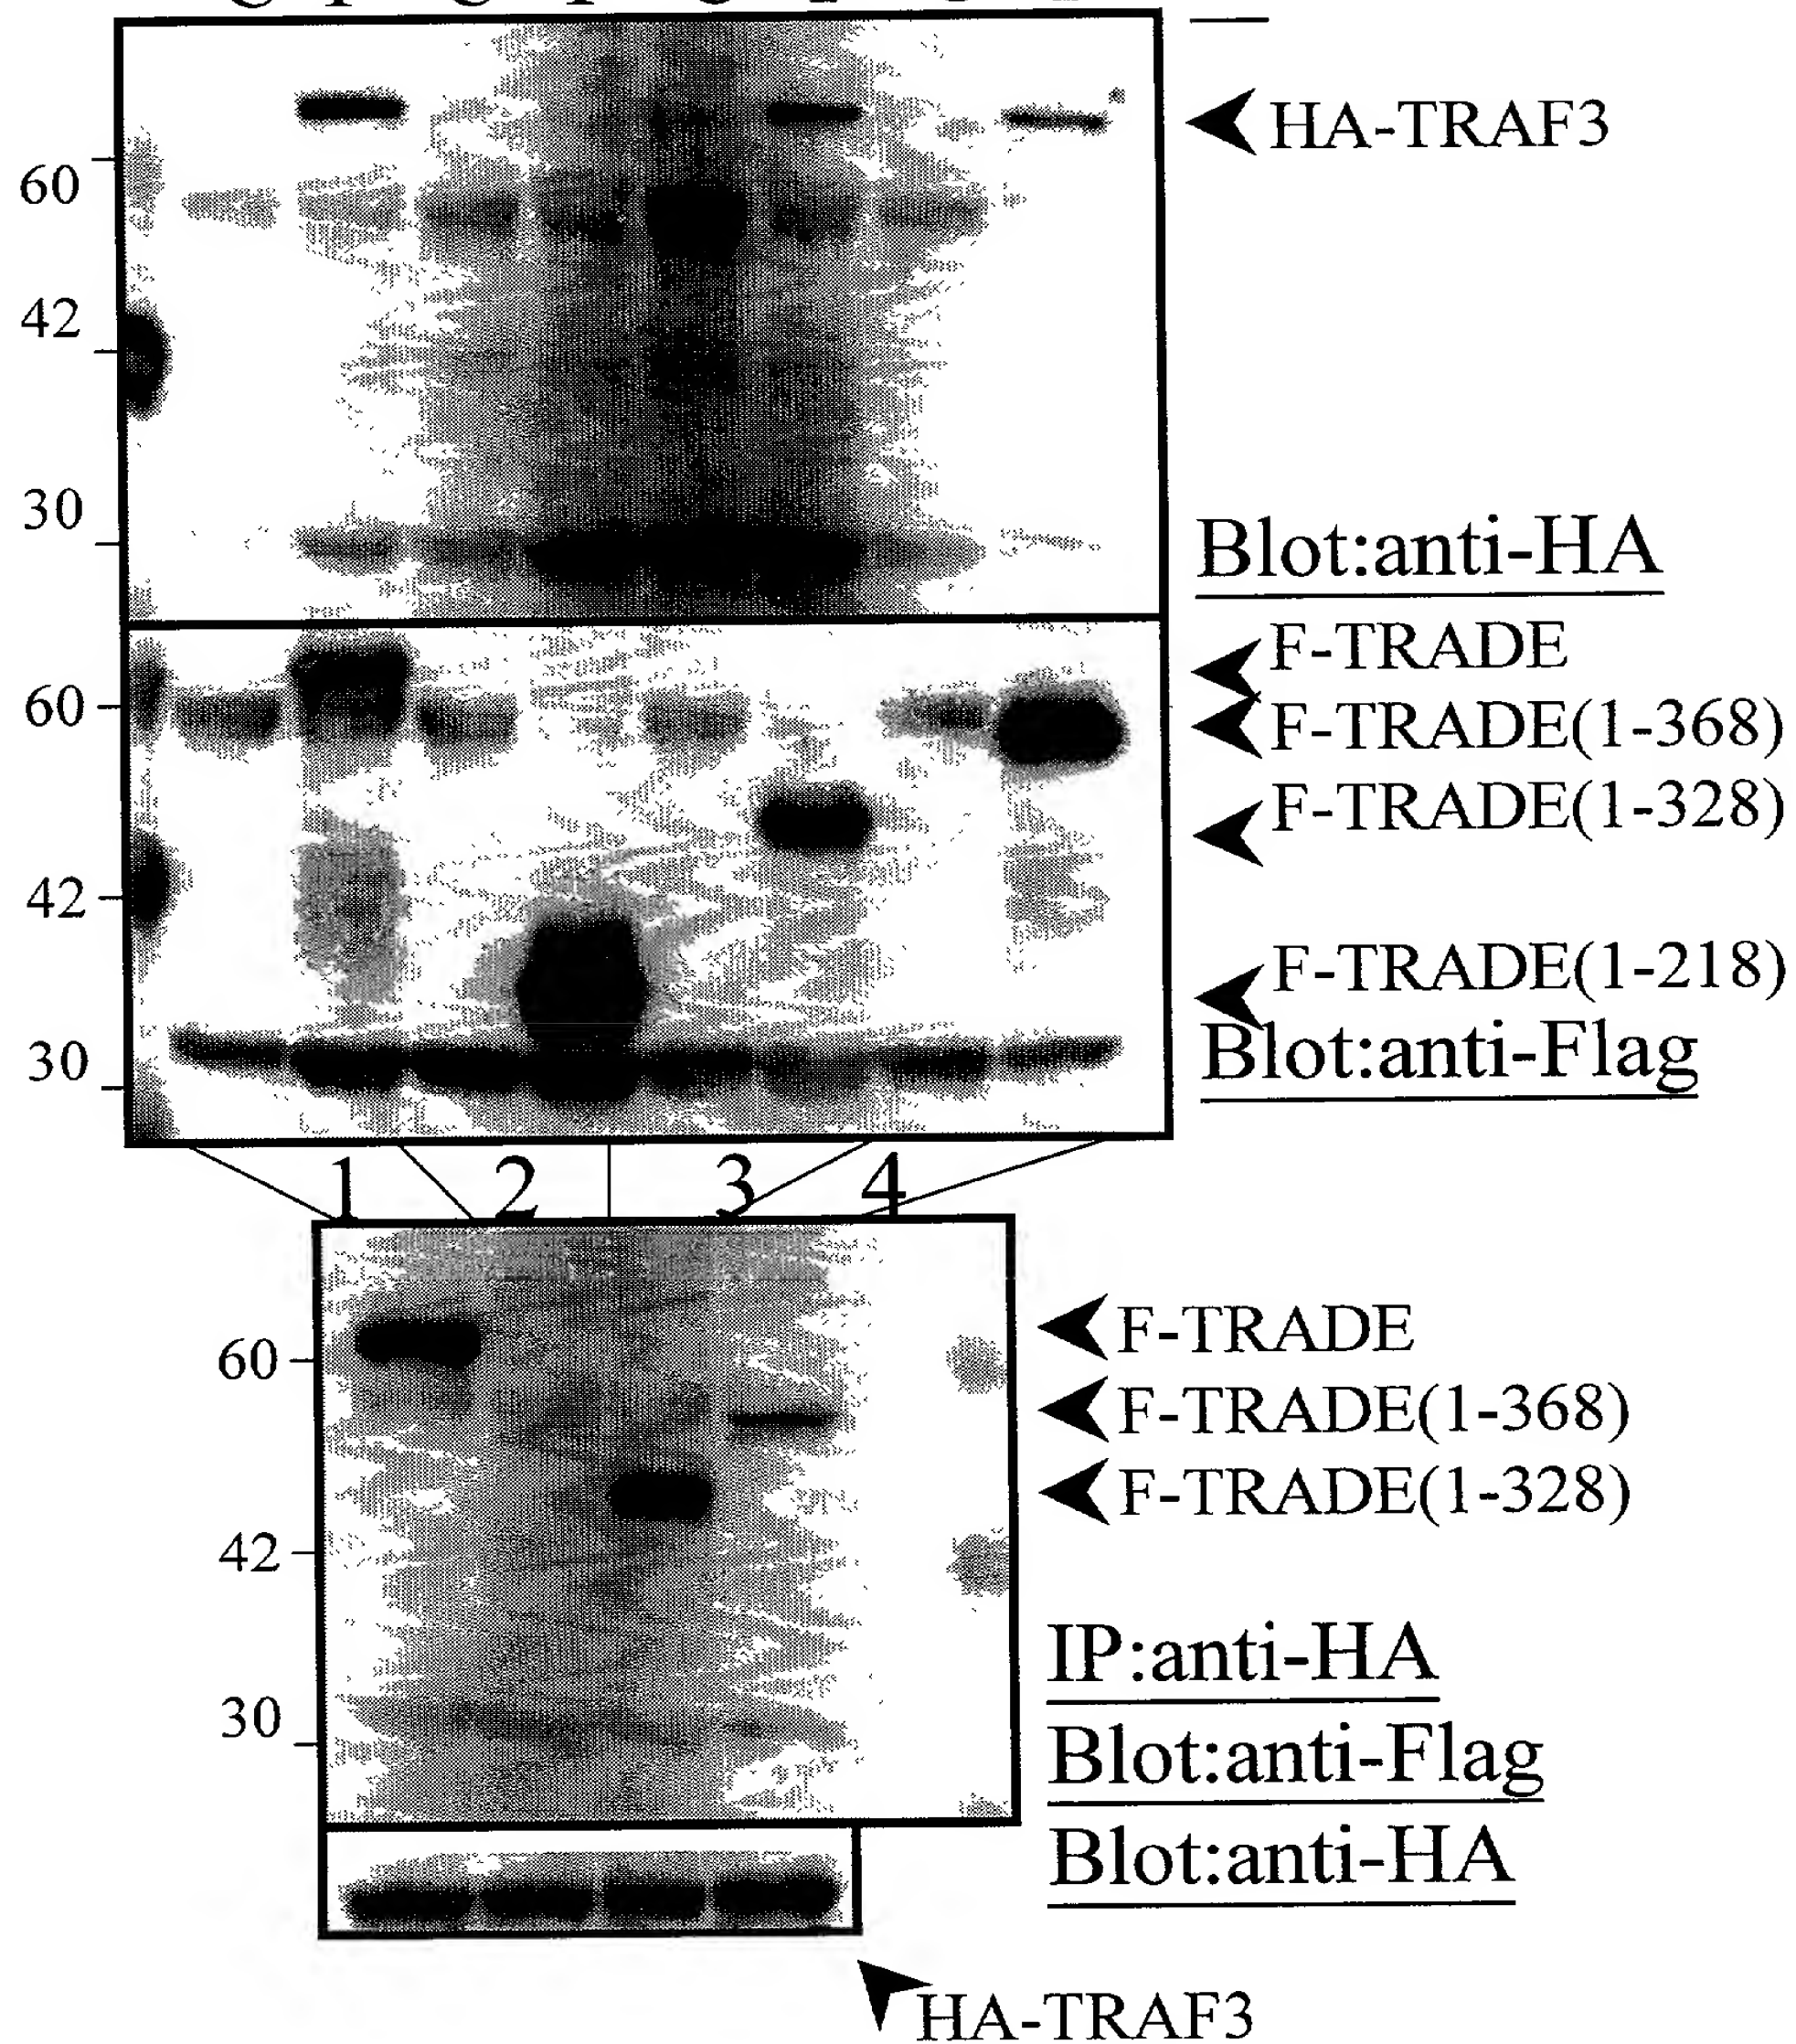 HA-TRAF3
60
42
30
Blot:anti-HA
F-TRADE
60
F-TRADE(1-368)
F-TRADE(1-328)
42
F-TRADE(1-218)
30
Blot:anti-Flag
1 2 3 4
F-TRADE
60
F-TRADE(1-368)
F-TRADE(1-328)
42
IP:anti-HA
30
Blot:anti-Flag
Blot:anti-HA
HA-TRAF3